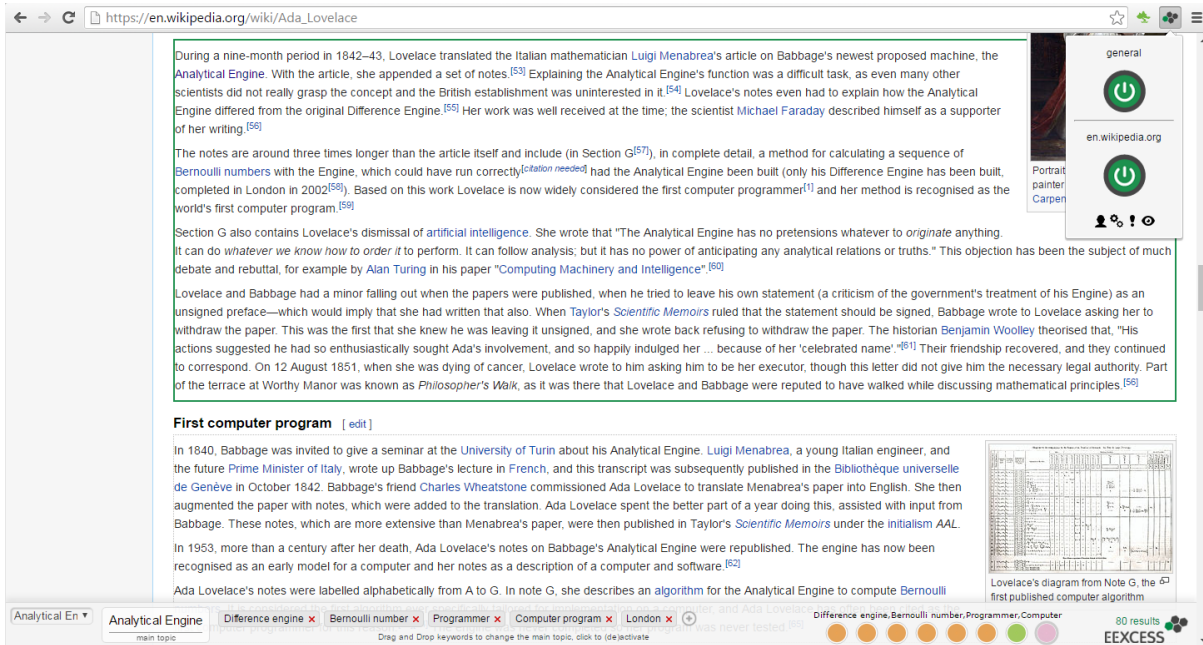 https://en.wikipedia.org/wiki/Ada_Lovelace
During a nine-month period in 1842–43, Lovelace translated the Italian mathematician Luigi Menabrea's article on Babbage's newest proposed machine, the
Analytical Engine. With the article, she appended a set of notes.[53] Explaining the Analytical Engine's function was a difficult task, as even many other
scientists did not really grasp the concept and the British establishment was uninterested in it.[54] Lovelace's notes even had to explain how the Analytical
Engine differed from the original Difference Engine.[55] Her work was well received at the time; the scientist Michael Faraday described himself as a supporter
of her writing.[56]
The notes are around three times longer than the article itself and include (in Section G[57]), in complete detail, a method for calculating a sequence of
Bernoulli numbers with the Engine, which could have run correctly[citation needed] had the Analytical Engine been built (only his Difference Engine has been built,
completed in London in 2002[58]). Based on this work Lovelace is now widely considered the first computer programmer[1] and her method is recognised as the
world's first computer program.[59]
Section G also contains Lovelace's dismissal of artificial intelligence. She wrote that "The Analytical Engine has no pretensions whatever to originate anything.
It can do whatever we know how to order it to perform. It can follow analysis; but it has no power of anticipating any analytical relations or truths." This objection has been the subject of much
debate and rebuttal, for example by Alan Turing in his paper "Computing Machinery and Intelligence".[60]
Lovelace and Babbage had a minor falling out when the papers were published, when he tried to leave his own statement (a criticism of the government's treatment of his Engine) as an
unsigned preface—which would imply that she had written that also. When Taylor's Scientific Memoirs ruled that the statement should be signed, Babbage wrote to Lovelace asking her to
withdraw the paper. This was the first that she knew he was leaving it unsigned, and she wrote back refusing to withdraw the paper. The historian Benjamin Woolley theorised that, "His
actions suggested he had so enthusiastically sought Ada's involvement, and so happily indulged her ... because of her 'celebrated name'."[61] Their friendship recovered, and they continued
to correspond. On 12 August 1851, when she was dying of cancer, Lovelace wrote to him asking him to be her executor, though this letter did not give him the necessary legal authority. Part
of the terrace at Worthy Manor was known as Philosopher's Walk, as it was there that Lovelace and Babbage were reputed to have walked while discussing mathematical principles.[56]
Portrait
painter
Carpen
general
en.wikipedia.org
First computer program [ edit ]
In 1840, Babbage was invited to give a seminar at the University of Turin about his Analytical Engine. Luigi Menabrea, a young Italian engineer, and
the future Prime Minister of Italy, wrote up Babbage's lecture in French, and this transcript was subsequently published in the Bibliothèque universelle
de Genève in October 1842. Babbage's friend Charles Wheatstone commissioned Ada Lovelace to translate Menabrea's paper into English. She then
augmented the paper with notes, which were added to the translation. Ada Lovelace spent the better part of a year doing this, assisted with input from
Babbage. These notes, which are more extensive than Menabrea's paper, were then published in Taylor's Scientific Memoirs under the initialism AAL.
In 1953, more than a century after her death, Ada Lovelace's notes on Babbage's Analytical Engine were republished. The engine has now been
recognised as an early model for a computer and her notes as a description of a computer and software.[62]
Ada Lovelace's notes were labelled alphabetically from A to G. In note G, she describes an algorithm for the Analytical Engine to compute Bernoulli
Lovelace's diagram from Note G, the
first published computer algorithm
Analytical En
Analytical Engine
main topic
Difference engine × Bernoulli number × Programmer × Computer program × London ×
Drag and Drop keywords to change the main topic, click to (de)activate
Difference engine,Bernoulli number,Programmer,Computer
80 results
EEXCESS